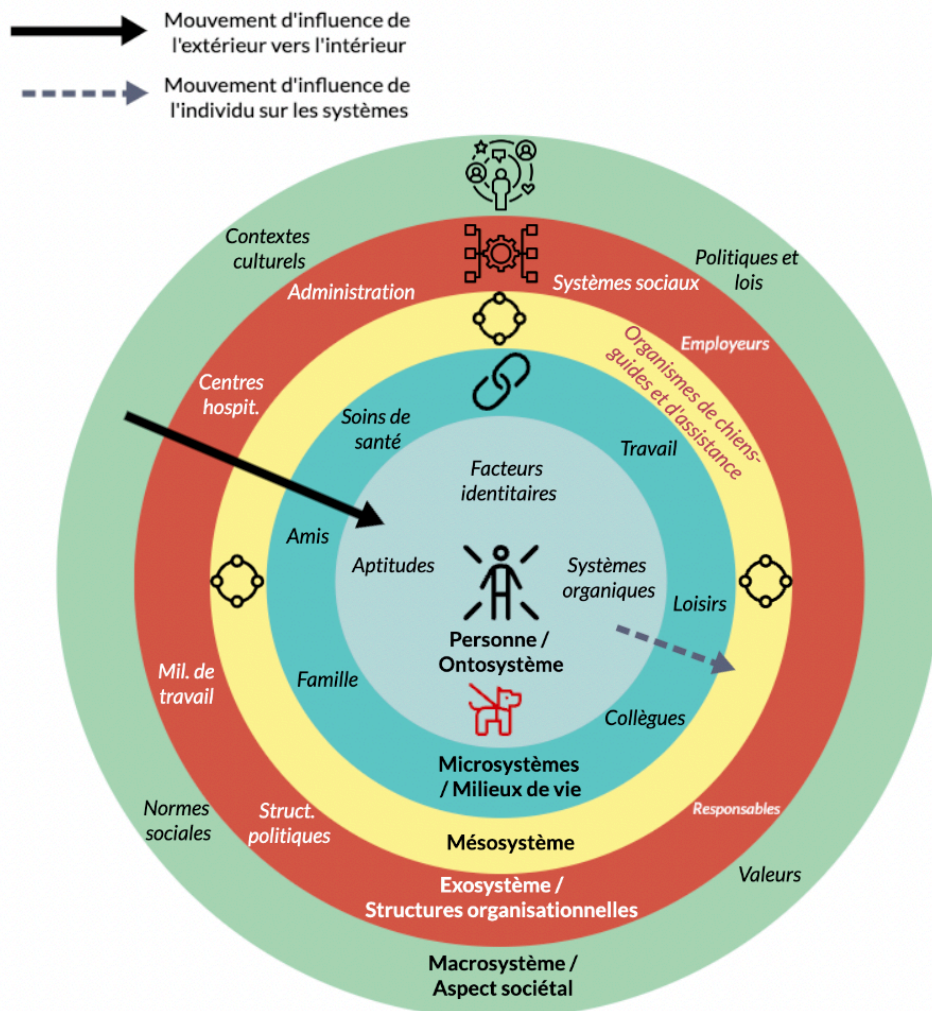 Mouvement d'influence de
l'extérieur vers l'intérieur
Mouvement d'influence de
l'individu sur les systèmes
Contextes
culturels
Politiques et
lois
Administration
Systèmes sociaux
Employeurs
Organismes de chiens-
guides et d'assistance
Centres
hospit.
Soins de
santé
Travail
Facteurs
identitaires
Amis
Aptitudes
Systèmes
organiques
Loisirs
Personne /
Ontosystème
Mil. de
travail
Famille
Collègues
Microsystèmes
/ Milieux de vie
Normes
sociales
Struct.
politiques
Responsables
Mésosystème
Valeurs
Exosystème /
Structures organisationnelles
Macrosystème /
Aspect sociétal